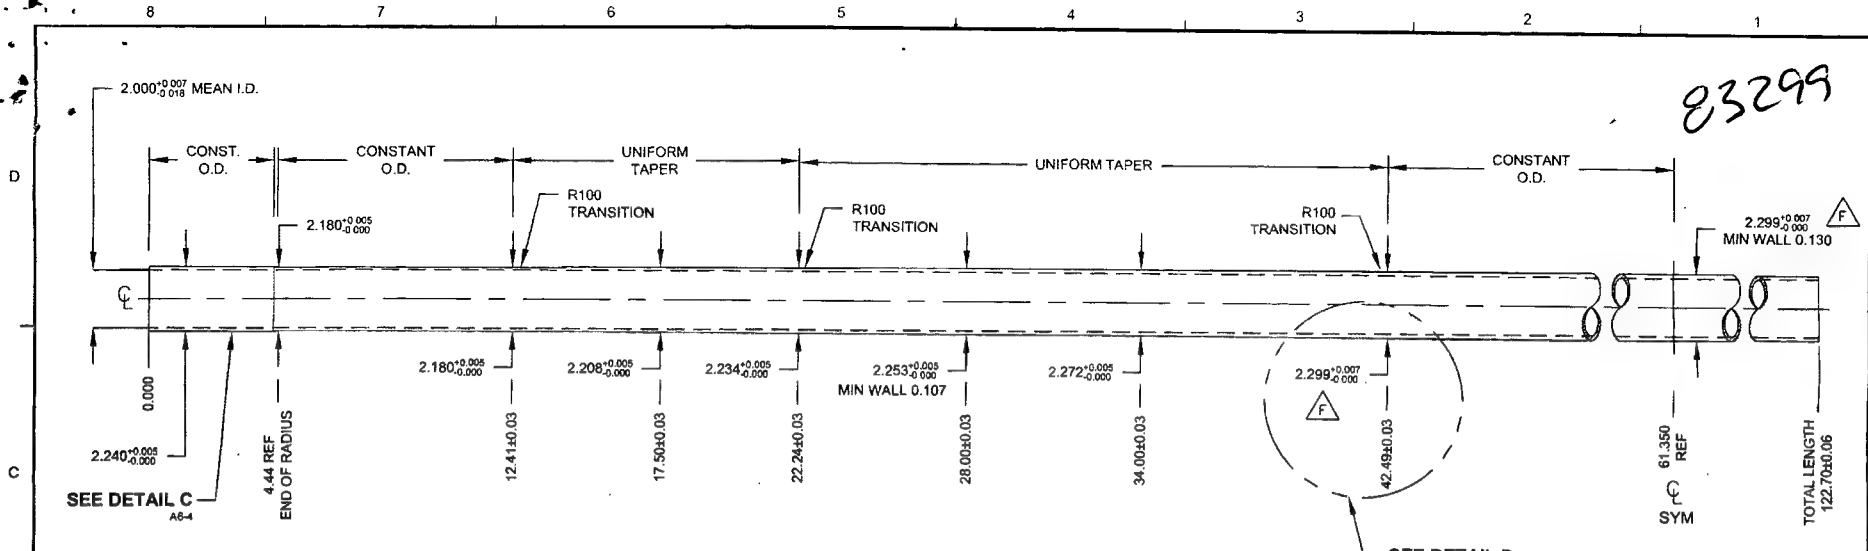 8 7 6 5 4 3 2 1
83299
2.000 +0.007 -0.018 MEAN I.D.
D
CONST.
O.D.
CONSTANT
O.D.
UNIFORM
TAPER
UNIFORM TAPER
CONSTANT
O.D.
R100
TRANSITION
R100
TRANSITION
R100
TRANSITION
2.180 +0.005 -0.000
2.299 +0.007 -0.000
MIN WALL 0.130
F
CL
2.180 +0.005 -0.000
2.208 +0.005 -0.000
2.234 +0.005 -0.000
2.253 +0.005 -0.000
MIN WALL 0.107
2.272 +0.005 -0.000
2.299 +0.007 -0.000
F
C
2.240 +0.005 -0.000
SEE DETAIL C
A6-4
0.000
4.44 REF
END OF RADIUS
12.41±0.03
17.50±0.03
22.24±0.03
28.00±0.03
34.00±0.03
42.49±0.03
61.350
REF
CL
SYM
TOTAL LENGTH
122.70±0.06